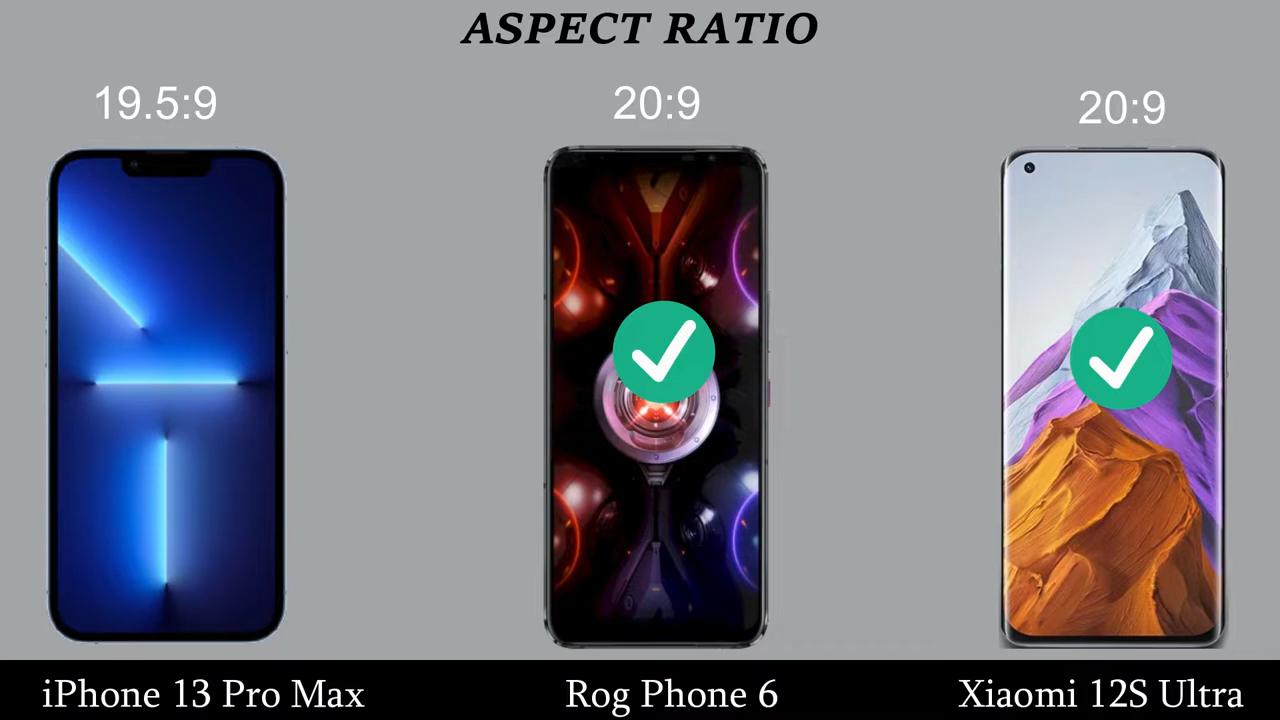 ASPECT RATIO
19.5:9
20:9
20:9
iPhone 13 Pro Max
Rog Phone 6
Xiaomi 12S Ultra